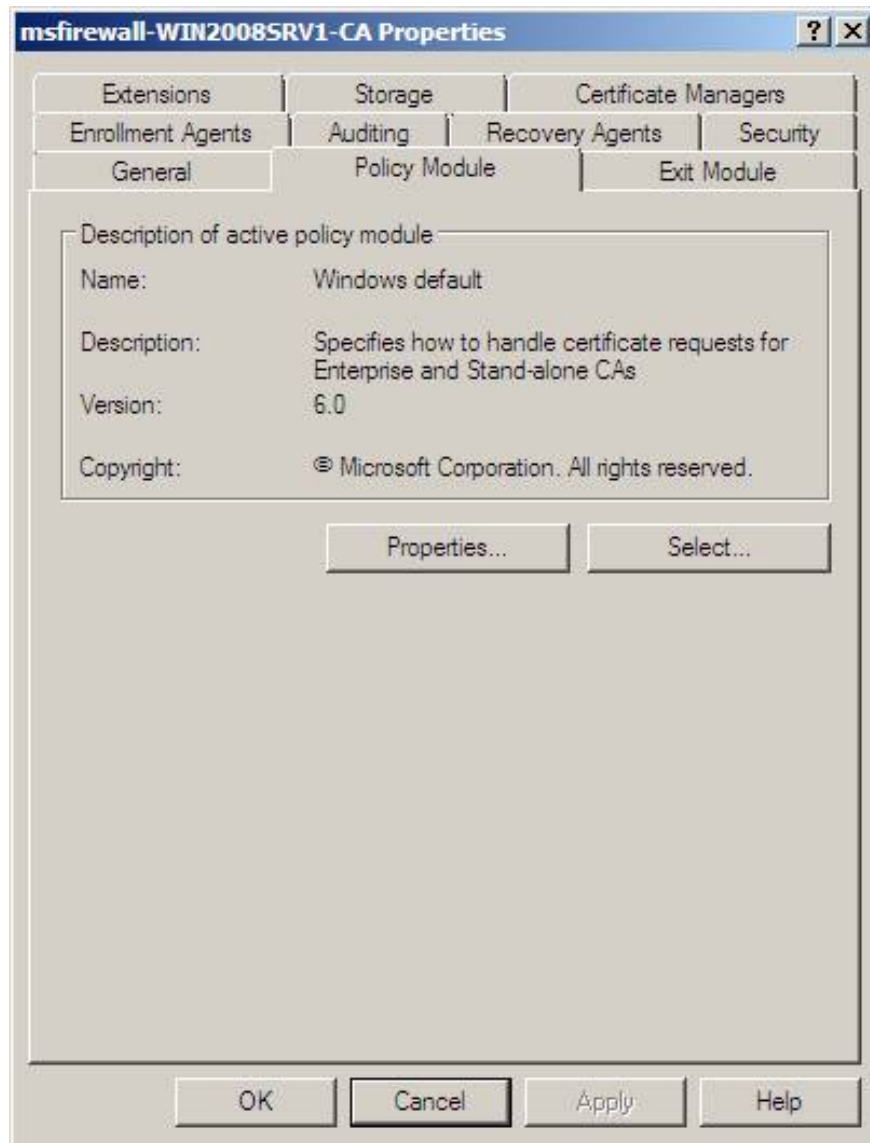 msfirewall-WIN2008SRV1-CA Properties
Extensions Storage Certificate Managers
Enrollment Agents Auditing Recovery Agents Security
General Policy Module Exit Module
Description of active policy module
Name: Windows default
Description: Specifies how to handle certificate requests for
Enterprise and Stand-alone CAs
Version: 6.0
Copyright: © Microsoft Corporation. All rights reserved.
Properties... Select...
OK Cancel Apply Help